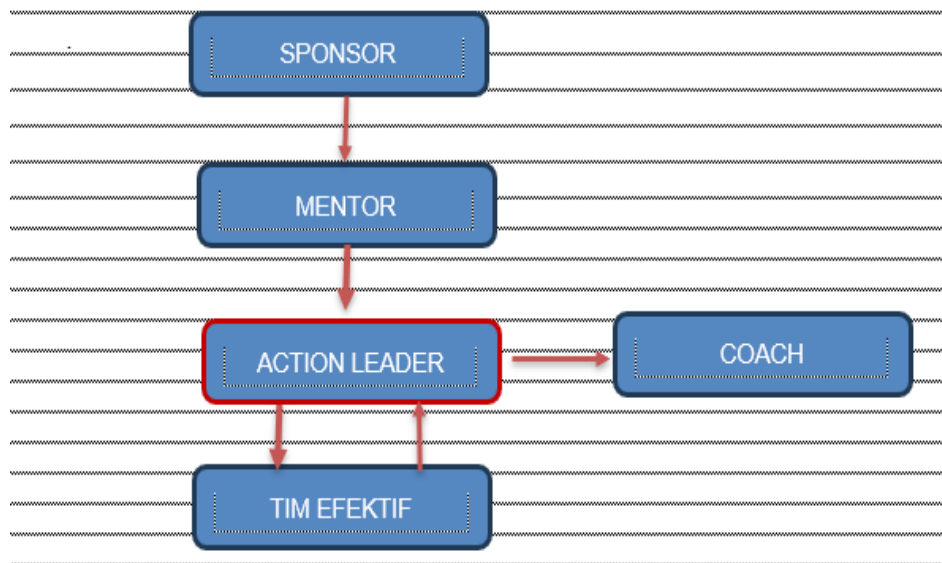 SPONSOR
MENTOR
ACTION LEADER
COACH
TIM EFEKTIF